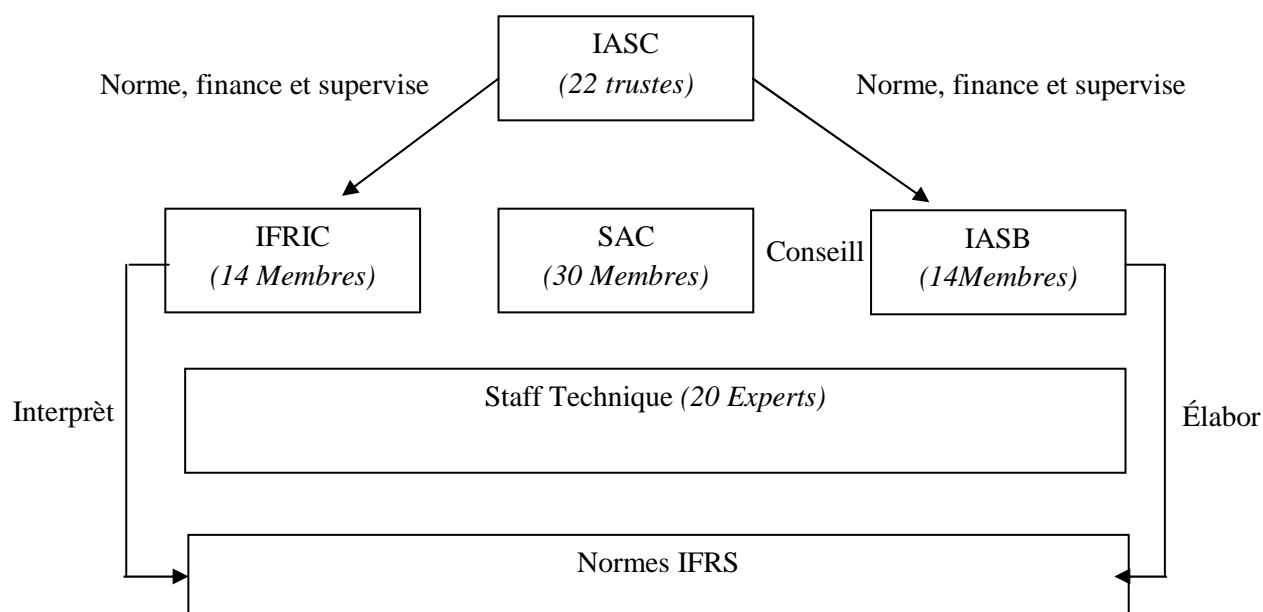 IASC
(22 trustes)
Norme, finance et supervise
Norme, finance et supervise
IFRIC
(14 Membres)
SAC
(30 Membres)
Conseill
IASB
(14Membres)
Staff Technique (20 Experts)
Interprèt
Élabor
Normes IFRS